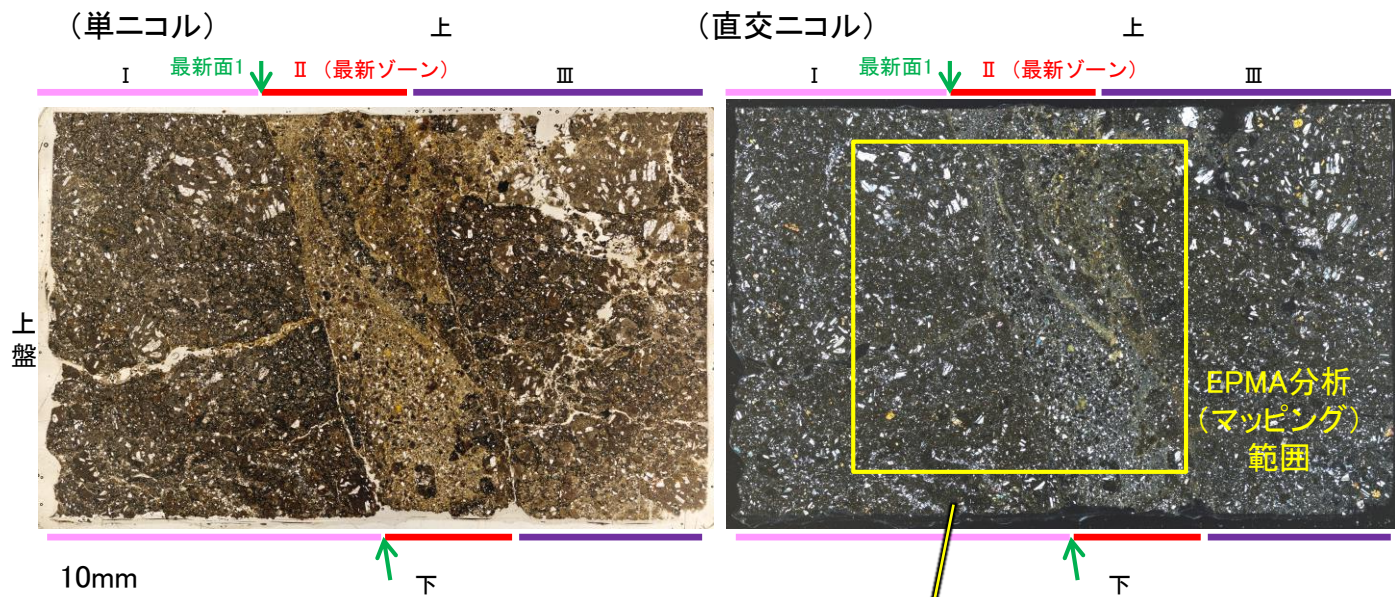 (単ニコル)
上
(直交ニコル)
上
Ⅰ
最新面1
Ⅱ (最新ゾーン)
Ⅲ
Ⅰ
最新面1
Ⅱ (最新ゾーン)
Ⅲ
上
盤
EPMA分析
(マッピング)
範囲
10mm
下
下